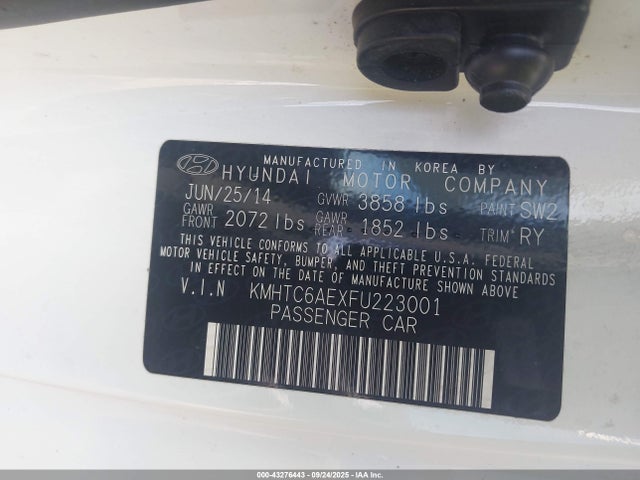 MANUFACTURED IN KOREA BY
HYUNDAI MOTOR COMPANY
JUN/25/14 GVWR 3858 lbs PAINT SW2
GAWR FRONT 2072 lbs GAWR REAR 1852 lbs TRIM RY
THIS VEHICLE CONFORMS TO ALL APPLICABLE U.S.A. FEDERAL
MOTOR VEHICLE SAFETY, BUMPER, AND THEFT PREVENTION STANDARDS
IN EFFECT ON THE DATE OF MANUFACTURE SHOWN ABOVE.
V.I.N KMHTC6AEXFU223001
PASSENGER CAR
000-43276443 - 09/24/2025 - IAA Inc.